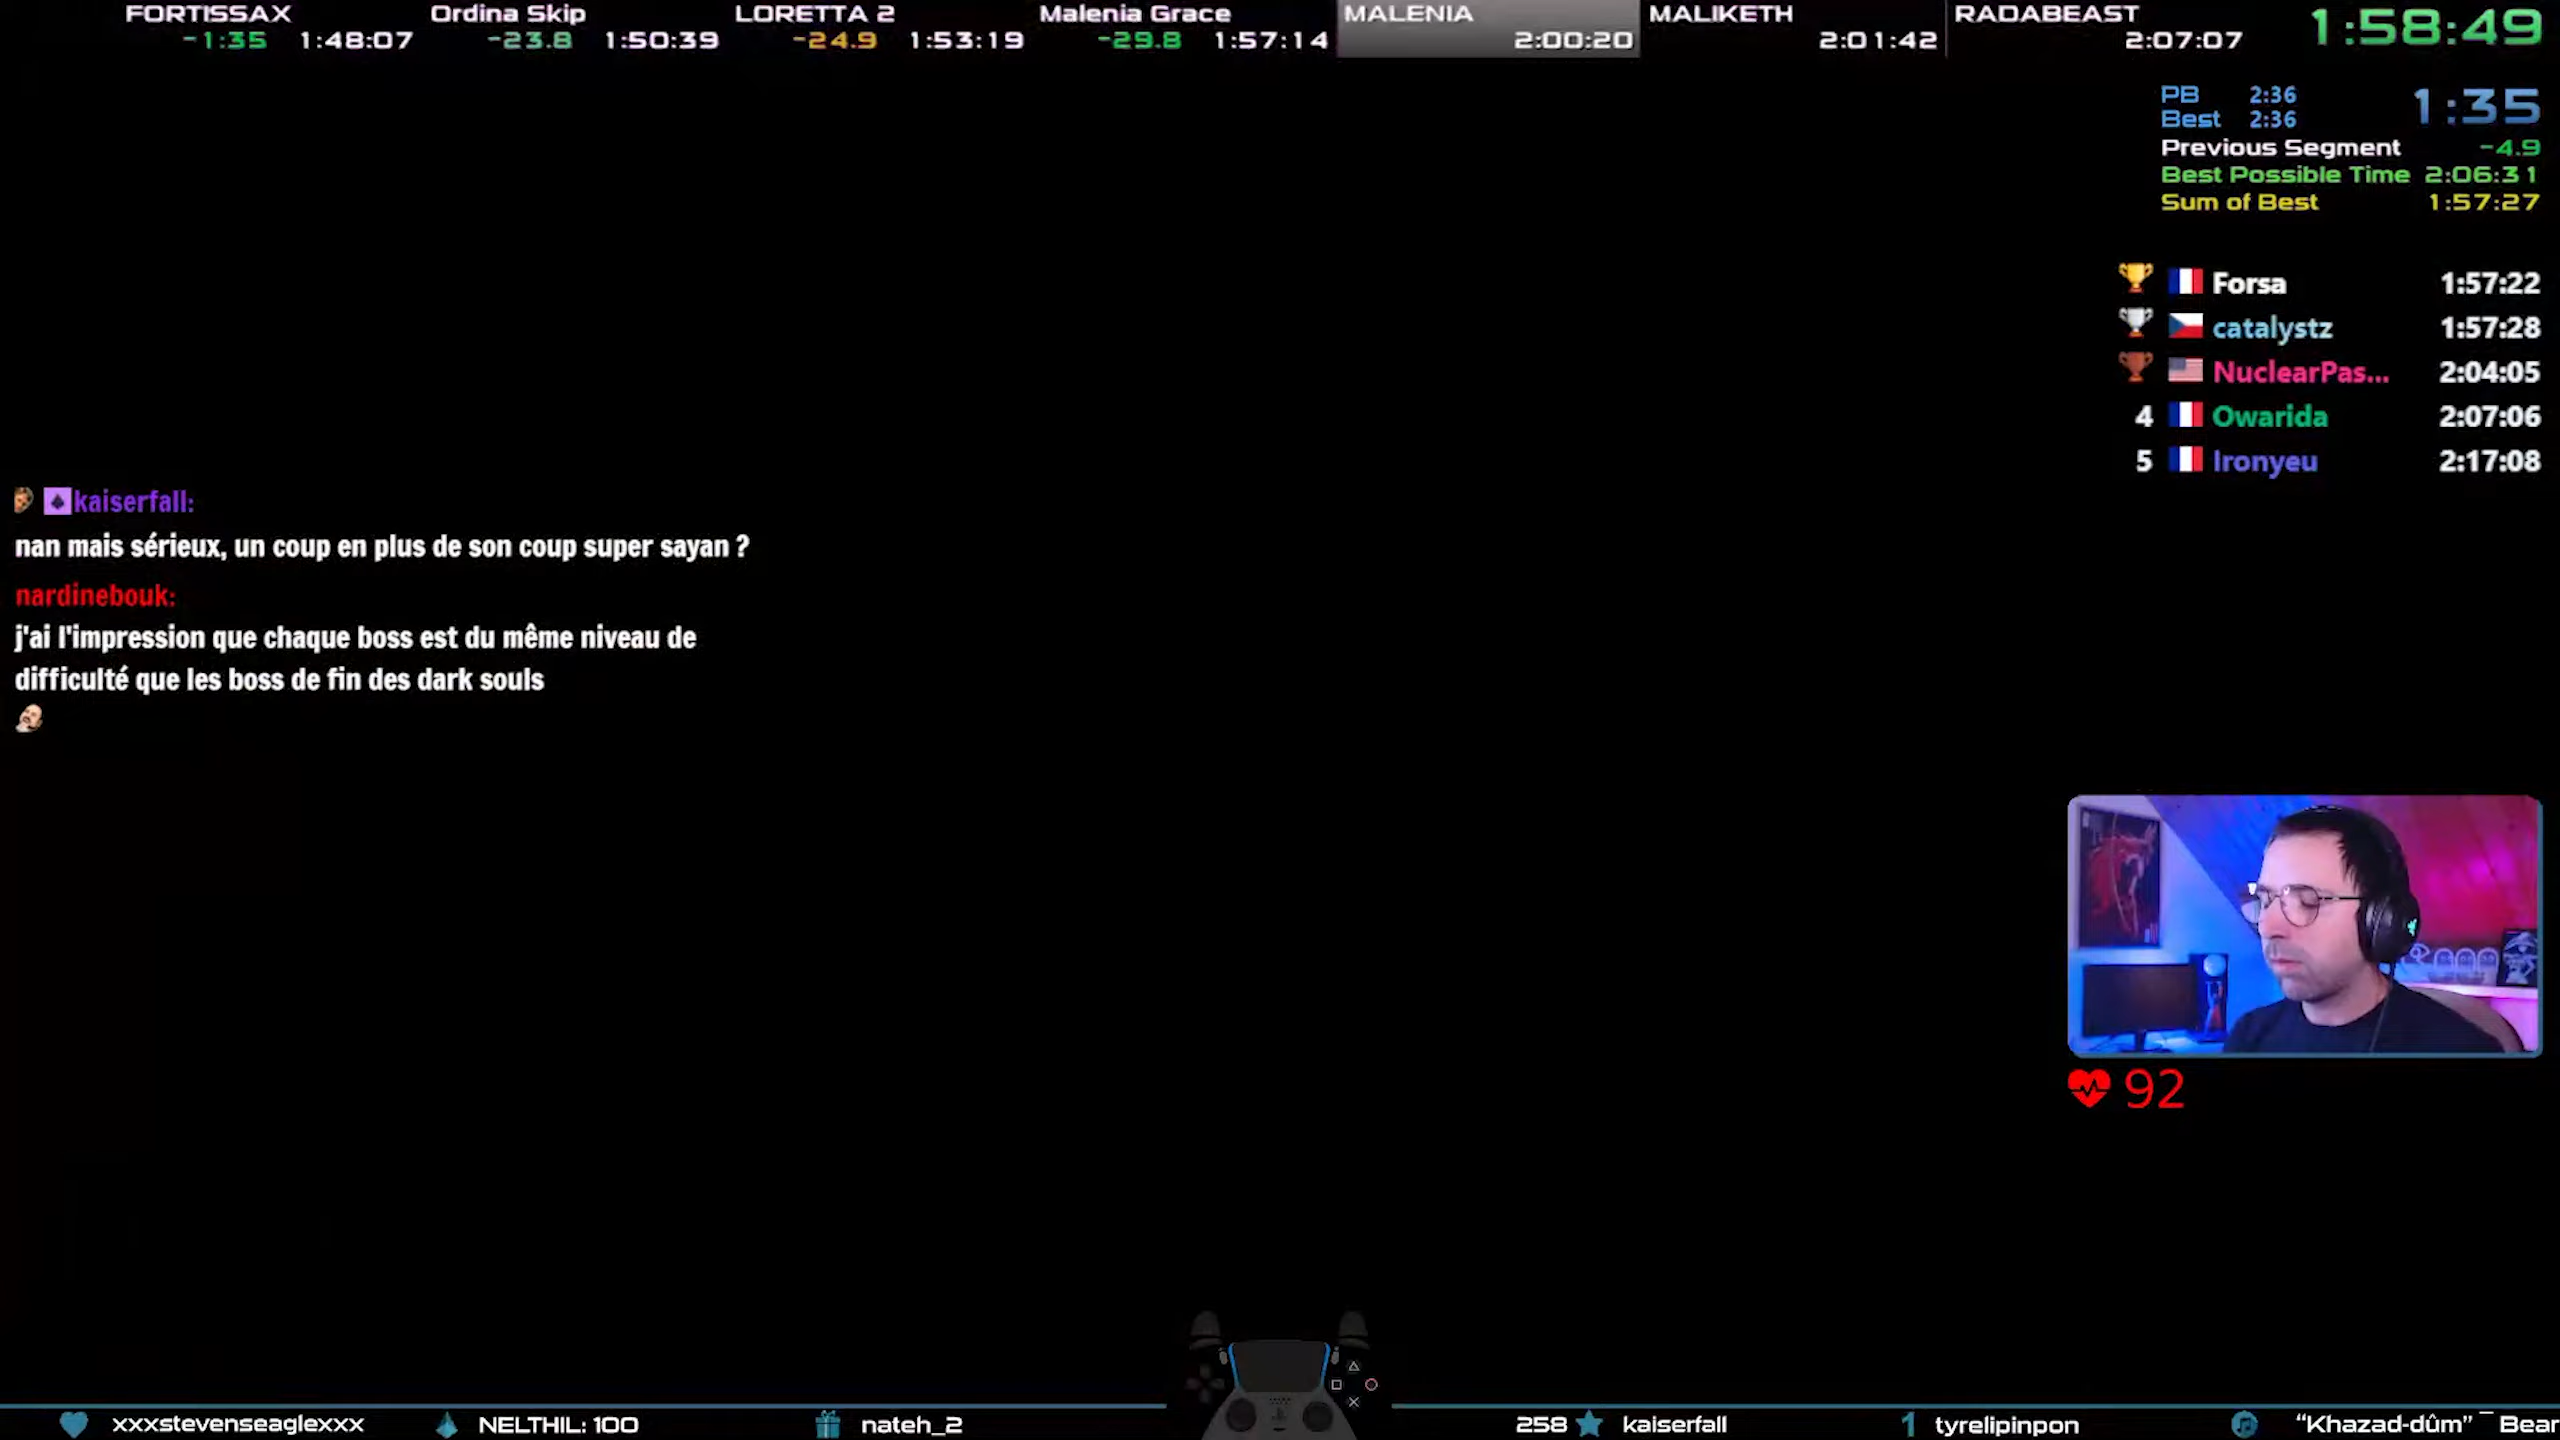 FORTISSAX
-1:35 1:48:07
Ordina Skip
-23.8 1:50:39
LORETTA 2
-24.9 1:53:19
Malenia Grace
-29.8 1:57:14
MALENIA
2:00:20
MALIKETH
2:01:42
RADABEAST
2:07:07
1:58:49
PB 2:36
Best 2:36
1:35
Previous Segment -4.9
Best Possible Time 2:06:31
Sum of Best 1:57:27
Forsa 1:57:22
catalystz 1:57:28
NuclearPas... 2:04:05
4 Owarida 2:07:06
5 Ironyeu 2:17:08
kaiserfall:
nan mais sérieux, un coup en plus de son coup super sayan ?
nardinebouk:
j'ai l'impression que chaque boss est du même niveau de
difficulté que les boss de fin des dark souls
92
xxxstevenseaglexxx NELTHIL: 100 nateh_2 258 kaiserfall 1 tyrelipinpon “Khazad-dûm” ‾ Bear